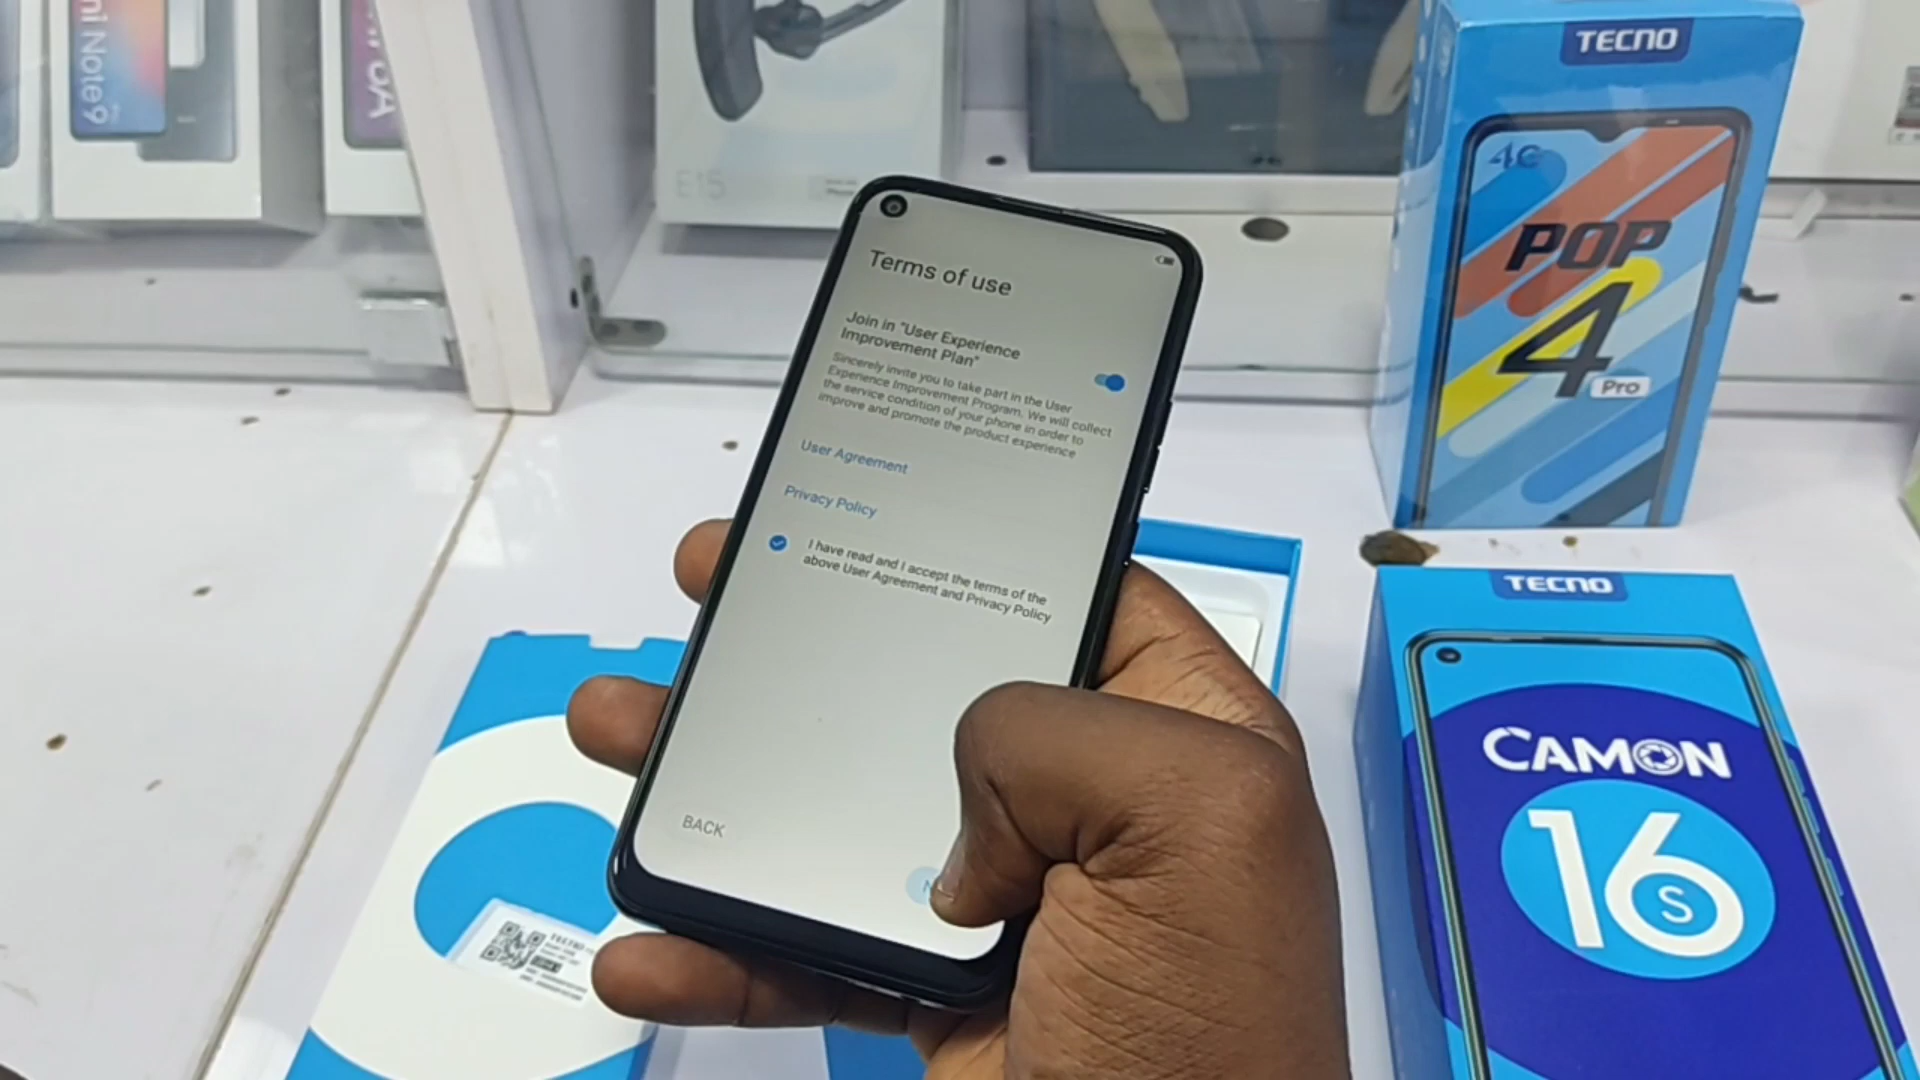 Note9
E15
TECNO
4G
POP
4
Pro
Terms of use
Join in "User Experience
Improvement Plan"
Sincerely invite you to take part in the User
Experience Improvement Program. We will collect
the service condition of your phone in order to
improve and promote the product experience
User Agreement
Privacy Policy
I have read and I accept the terms of the
above User Agreement and Privacy Policy
BACK
TECNO
CAMON
16
S
TECNO